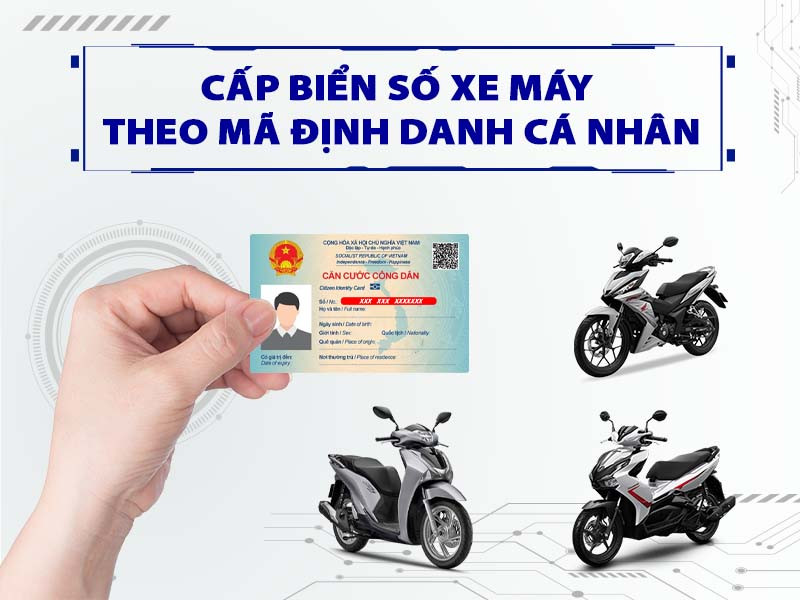 CẤP BIỂN SỐ XE MÁY
THEO MÃ ĐỊNH DANH CÁ NHÂN
CỘNG HÒA XÃ HỘI CHỦ NGHĨA VIỆT NAM
Độc lập - Tự do - Hạnh phúc
SOCIALIST REPUBLIC OF VIETNAM
Independence - Freedom - Happiness
CĂN CƯỚC CÔNG DÂN
Citizen Identity Card
Số / No.: XXX XXX XXXXXXX
Họ và tên / Full name:
Ngày sinh / Date of birth:
Giới tính / Sex: Quốc tịch / Nationality:
Quê quán / Place of origin:
Có giá trị đến: Nơi thường trú / Place of residence:
Date of expiry